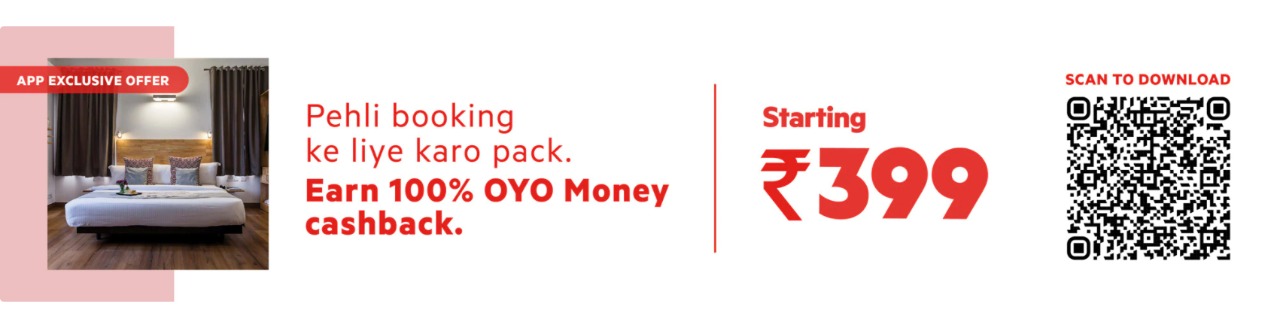 APP EXCLUSIVE OFFER
Pehli booking
ke liye karo pack.
Earn 100% OYO Money
cashback.
Starting
₹399
SCAN TO DOWNLOAD